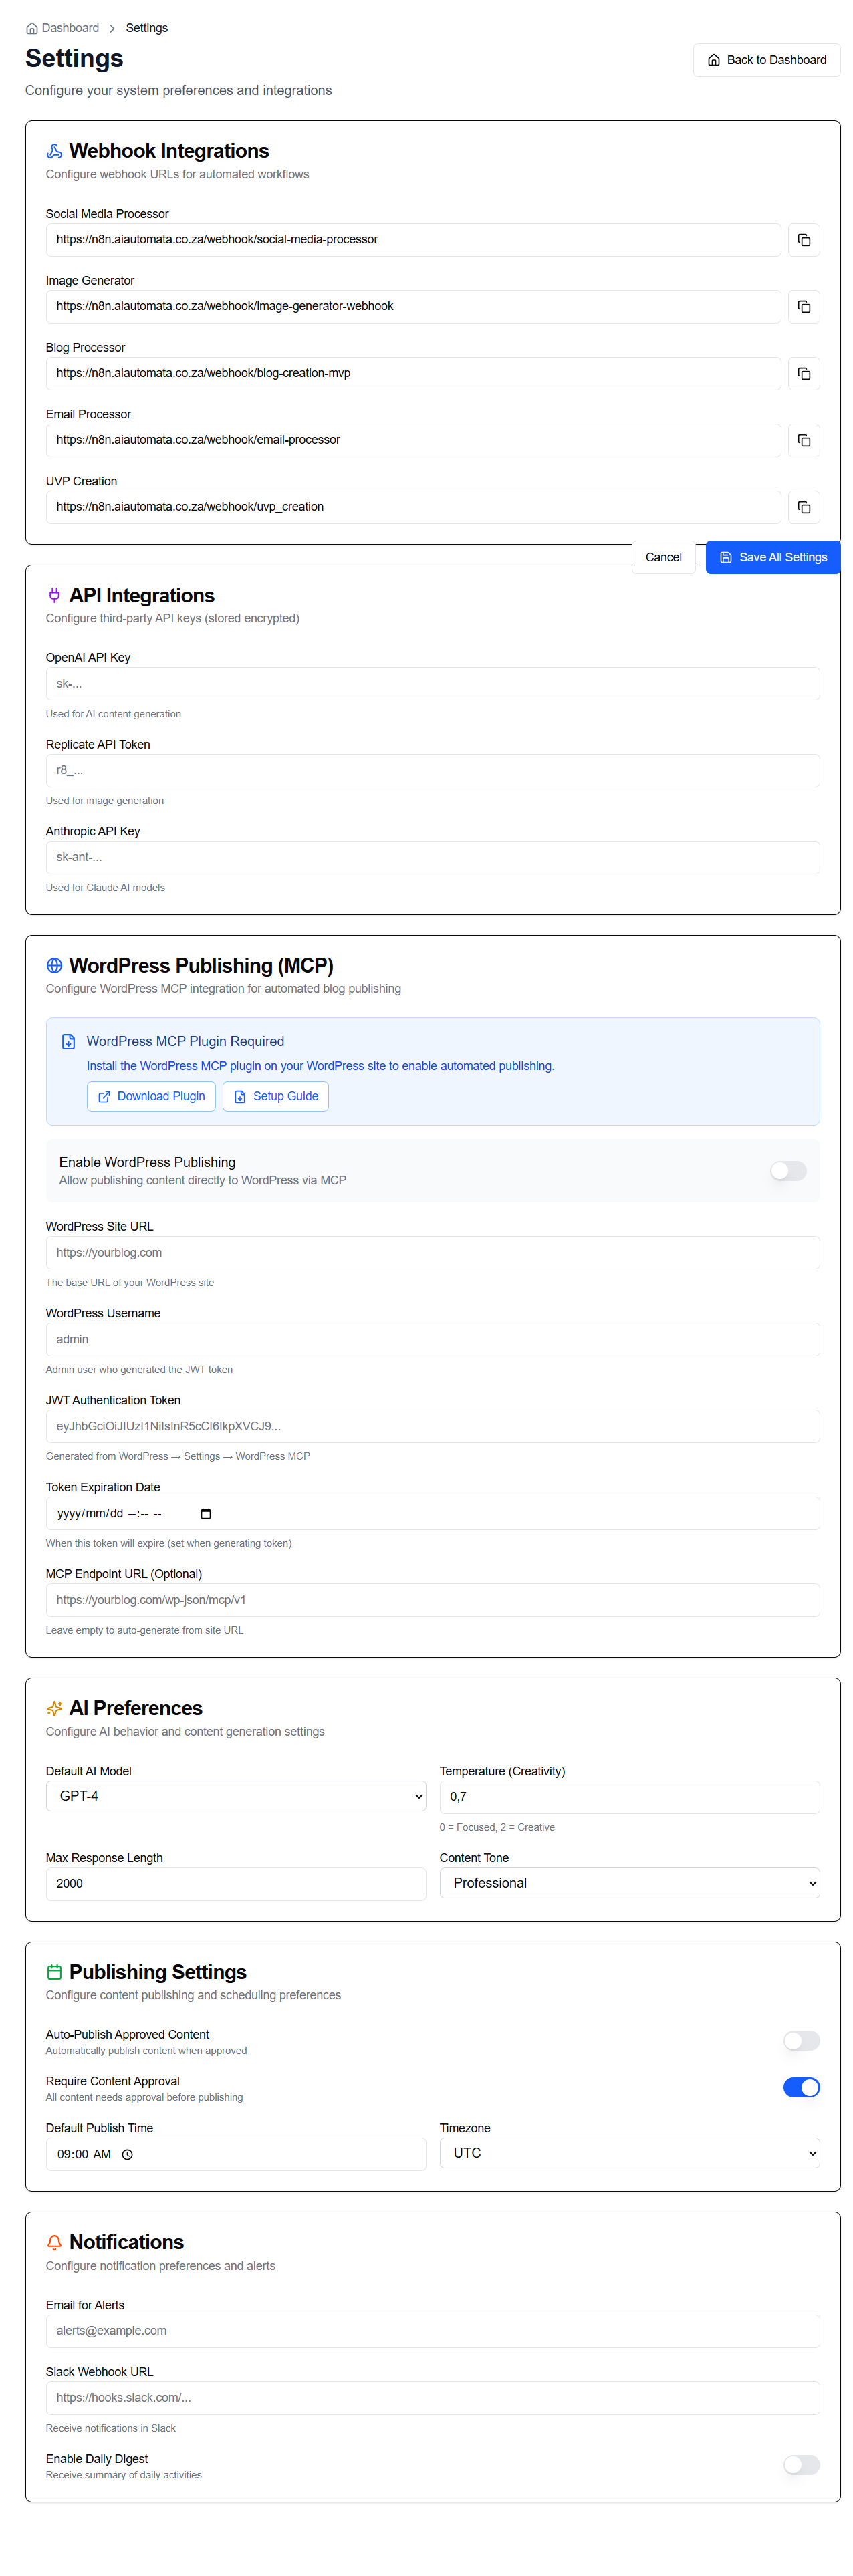 Dashboard > Settings
Settings
Back to Dashboard
Configure your system preferences and integrations
Webhook Integrations
Configure webhook URLs for automated workflows
Social Media Processor
https://n8n.aiautomata.co.za/webhook/social-media-processor
Image Generator
https://n8n.aiautomata.co.za/webhook/image-generator-webhook
Blog Processor
https://n8n.aiautomata.co.za/webhook/blog-creation-mvp
Email Processor
https://n8n.aiautomata.co.za/webhook/email-processor
UVP Creation
https://n8n.aiautomata.co.za/webhook/uvp_creation
Cancel
Save All Settings
API Integrations
Configure third-party API keys (stored encrypted)
OpenAI API Key
sk-...
Used for AI content generation
Replicate API Token
r8_...
Used for image generation
Anthropic API Key
sk-ant-...
Used for Claude AI models
WordPress Publishing (MCP)
Configure WordPress MCP integration for automated blog publishing
WordPress MCP Plugin Required
Install the WordPress MCP plugin on your WordPress site to enable automated publishing.
Download Plugin
Setup Guide
Enable WordPress Publishing
Allow publishing content directly to WordPress via MCP
WordPress Site URL
https://yourblog.com
The base URL of your WordPress site
WordPress Username
admin
Admin user who generated the JWT token
JWT Authentication Token
eyJhbGciOiJIUzI1NiIsInR5cCI6IkpXVCJ9...
Generated from WordPress → Settings → WordPress MCP
Token Expiration Date
yyyy/mm/dd --:-- --
When this token will expire (set when generating token)
MCP Endpoint URL (Optional)
https://yourblog.com/wp-json/mcp/v1
Leave empty to auto-generate from site URL
AI Preferences
Configure AI behavior and content generation settings
Default AI Model
GPT-4
Temperature (Creativity)
0,7
0 = Focused, 2 = Creative
Max Response Length
2000
Content Tone
Professional
Publishing Settings
Configure content publishing and scheduling preferences
Auto-Publish Approved Content
Automatically publish content when approved
Require Content Approval
All content needs approval before publishing
Default Publish Time
09:00 AM
Timezone
UTC
Notifications
Configure notification preferences and alerts
Email for Alerts
alerts@example.com
Slack Webhook URL
https://hooks.slack.com/...
Receive notifications in Slack
Enable Daily Digest
Receive summary of daily activities